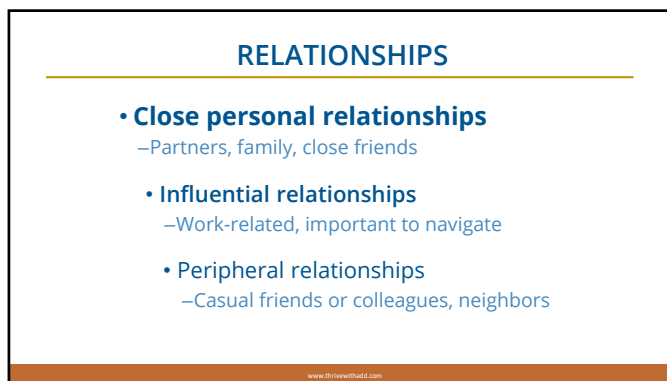 RELATIONSHIPS
• Close personal relationships
–Partners, family, close friends
• Influential relationships
–Work-related, important to navigate
• Peripheral relationships
–Casual friends or colleagues, neighbors
www.thrivewithadd.com